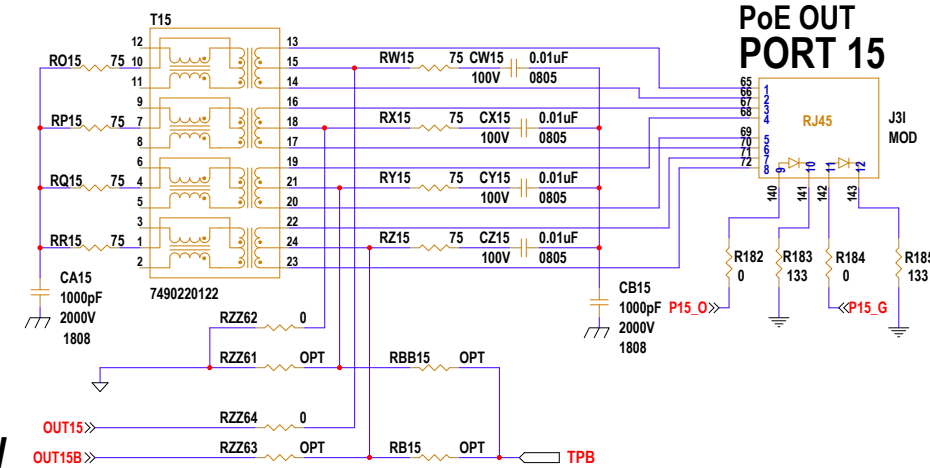 PoE OUT
PORT 15
T15
12
10
11
9
7
8
6
4
5
3
1
2
13
15
14
16
18
17
19
21
20
22
24
23
7490220122
RO15 75
RP15 75
RQ15 75
RR15 75
CA15
1000pF
2000V
1808
RW15 75 CW15 0.01uF
100V 0805
RX15 75 CX15 0.01uF
100V 0805
RY15 75 CY15 0.01uF
100V 0805
RZ15 75 CZ15 0.01uF
100V 0805
CB15
1000pF
2000V
1808
65
66
67
68
69
70
71
72
1
2
3
4
5
6
7
8
RJ45
J3I
MOD
9
10
11
12
140
141
142
143
R182
0
R183
133
R184
0
R185
133
P15_O
P15_G
RZZ62 0
RZZ61 OPT
RBB15 OPT
RZZ64 0
RZZ63 OPT
RB15 OPT
OUT15
OUT15B
TPB